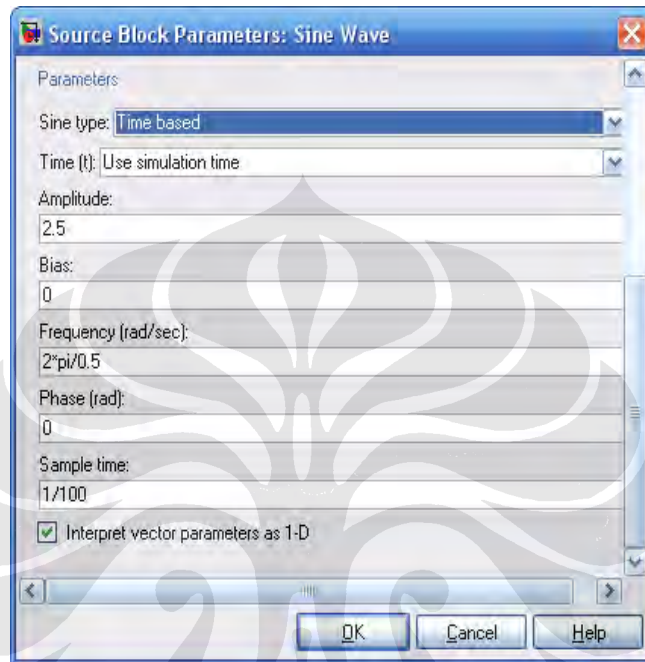 Source Block Parameters: Sine Wave
Parameters
Sine type: Time based
Time (t): Use simulation time
Amplitude:
2.5
Bias:
0
Frequency (rad/sec):
2*pi/0.5
Phase (rad):
0
Sample time:
1/100
Interpret vector parameters as 1-D
OK Cancel Help